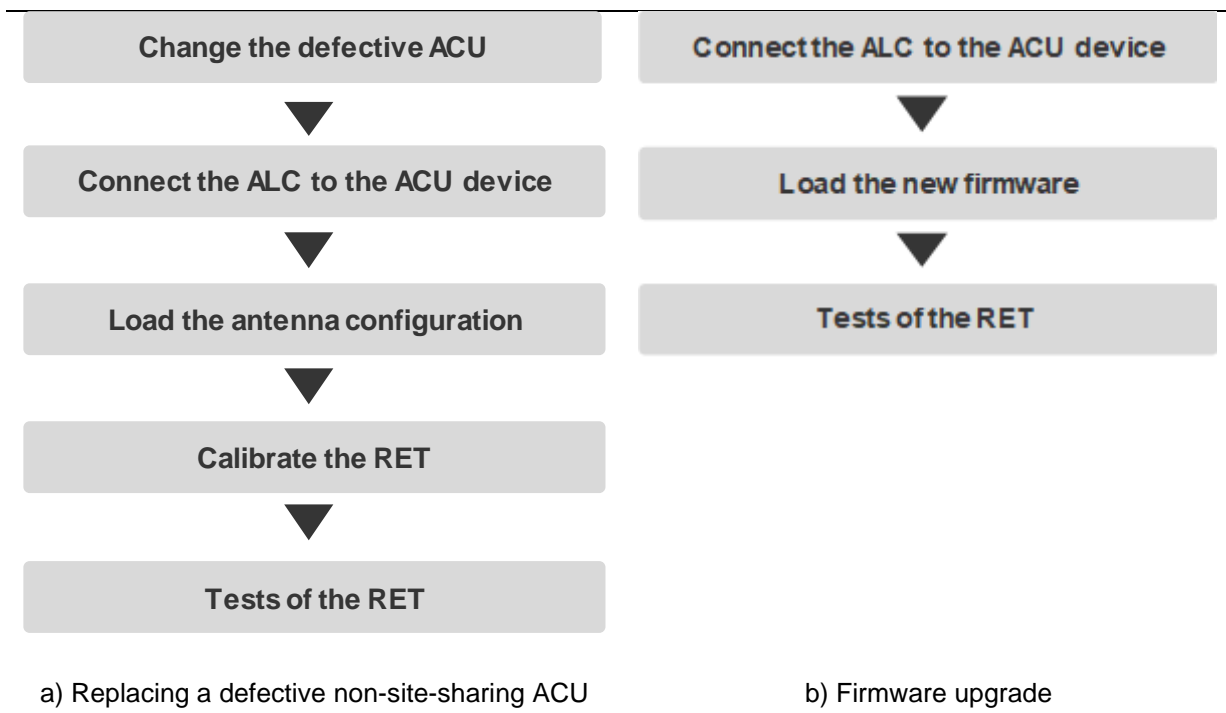 Change the defective ACU
Connect the ALC to the ACU device
Load the antenna configuration
Calibrate the RET
Tests of the RET
a) Replacing a defective non-site-sharing ACU
Connect the ALC to the ACU device
Load the new firmware
Tests of the RET
b) Firmware upgrade